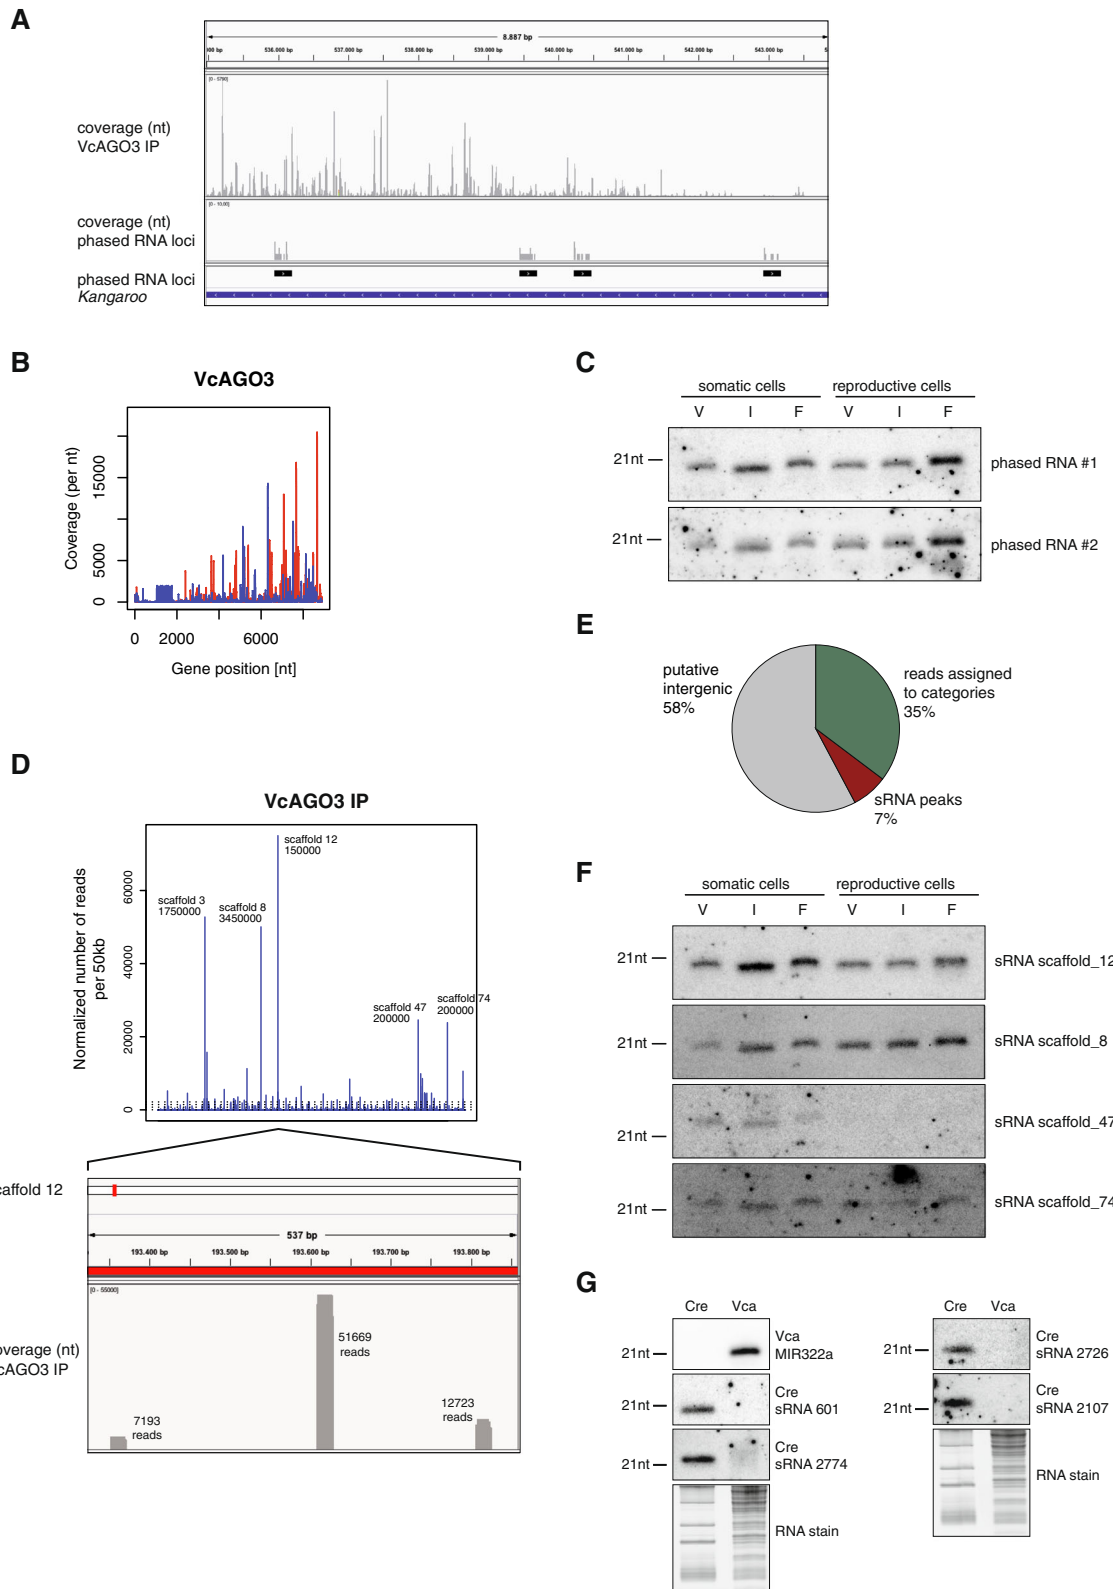 A
8.887 bp
536.000 bp 537.000 bp 538.000 bp 539.000 bp 540.000 bp 541.000 bp 542.000 bp 543.000 bp
[0 - 5790]
coverage (nt)
VcAGO3 IP
[0 - 10,00]
coverage (nt)
phased RNA loci
phased RNA loci
Kangaroo
B
VcAGO3
Coverage (per nt)
0 5000 15000
0 2000 6000
Gene position [nt]
C
somatic cells reproductive cells
V I F V I F
21nt
phased RNA #1
21nt
phased RNA #2
E
putative
intergenic
58%
reads assigned
to categories
35%
sRNA peaks
7%
D
VcAGO3 IP
Normalized number of reads
per 50kb
0 20000 40000 60000
scaffold 12
150000
scaffold 3
1750000
scaffold 8
3450000
scaffold 47
200000
scaffold 74
200000
caffold 12
537 bp
193.400 bp 193.500 bp 193.600 bp 193.700 bp 193.800 bp
[0 - 55000]
overage (nt)
cAGO3 IP
7193
reads
51669
reads
12723
reads
F
somatic cells reproductive cells
V I F V I F
21nt
sRNA scaffold_12
21nt
sRNA scaffold_8
21nt
sRNA scaffold_47
21nt
sRNA scaffold_74
G
Cre Vca
21nt
Vca
MIR322a
21nt
Cre
sRNA 601
21nt
Cre
sRNA 2774
RNA stain
Cre Vca
21nt
Cre
sRNA 2726
21nt
Cre
sRNA 2107
RNA stain